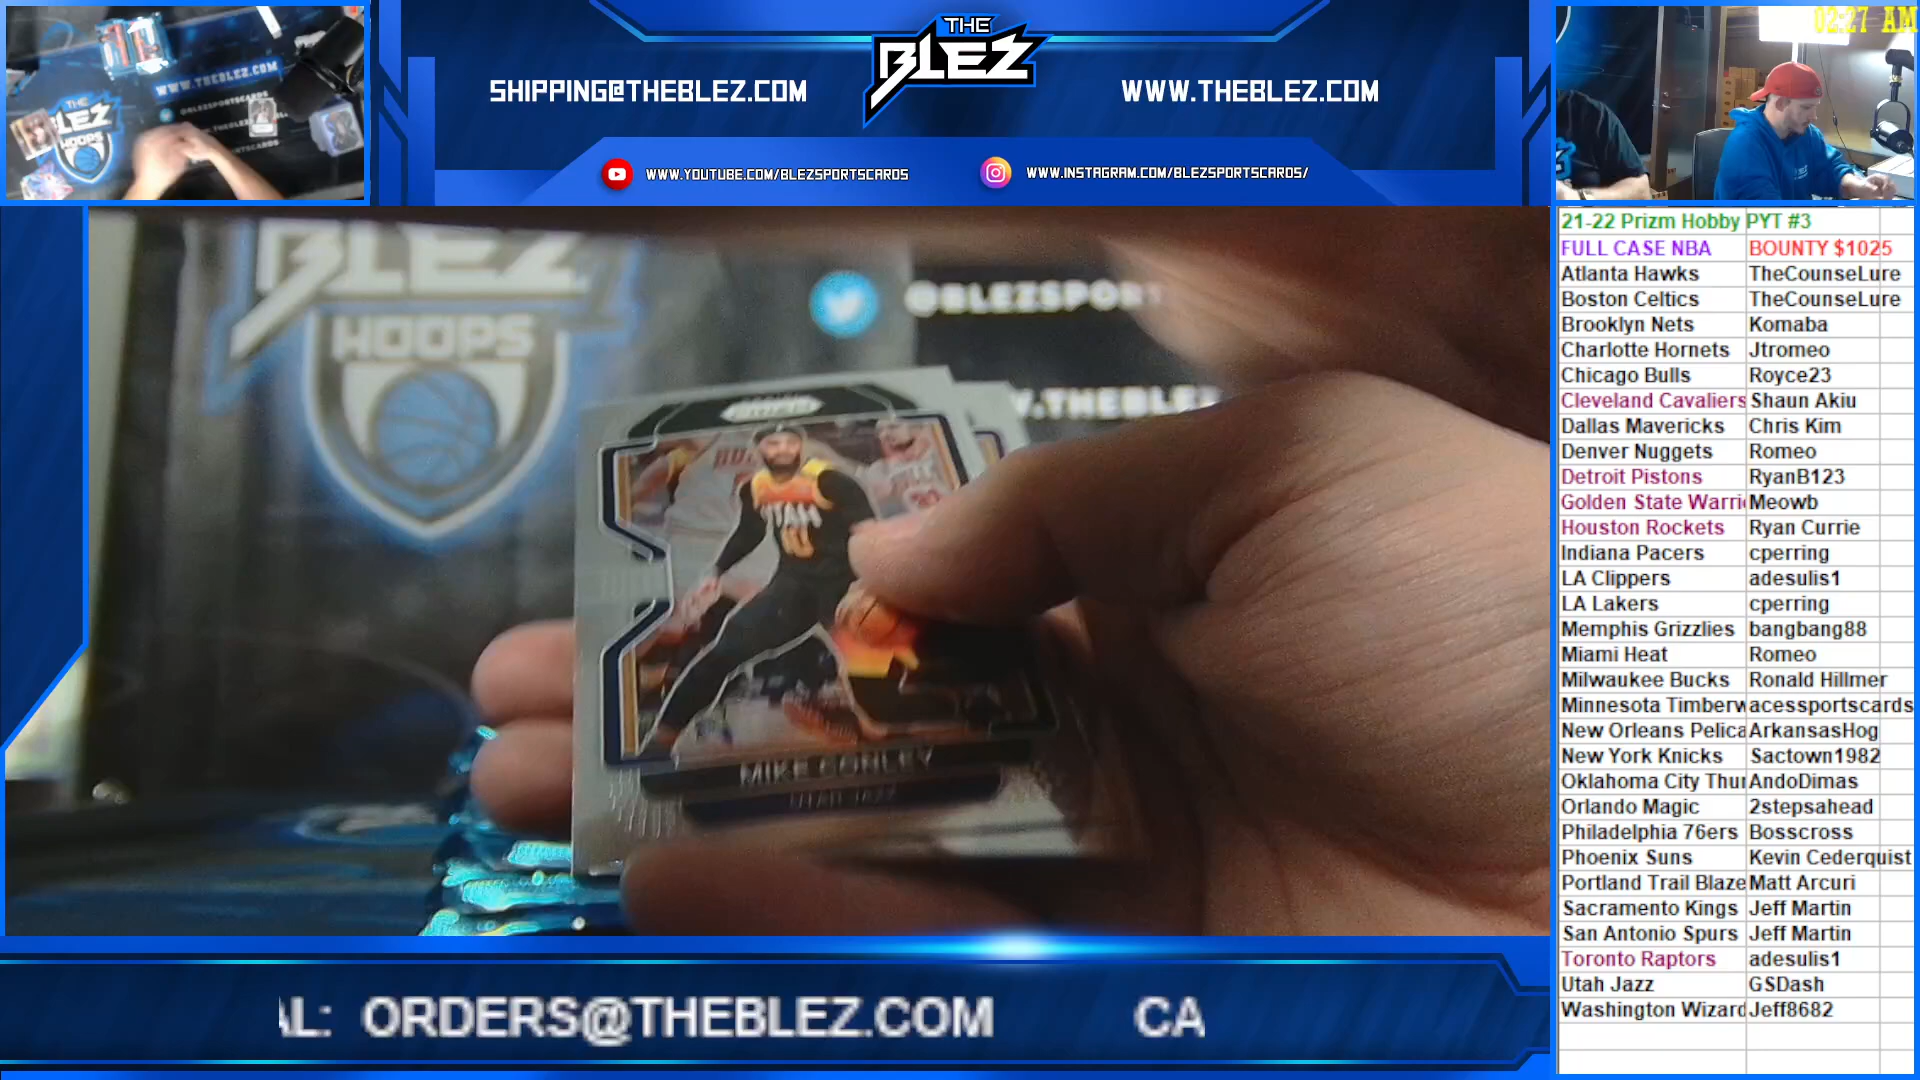 THE
BLEZ
SHIPPING@THEBLEZ.COM
WWW.THEBLEZ.COM
WWW.YOUTUBE.COM/BLEZSPORTSCARDS
WWW.INSTAGRAM.COM/BLEZSPORTSCARDS/
WWW.THEBLEZ.COM
@BLEZSPORTSCARDS
THE
LEZ
HOOPS
02:27 AM
BLEZ
HOOPS
@BLEZSPORT
W.THEBLEZ
PRIZM
UTAH
10
MIKE CONLEY
UTAH JAZZ
21-22 Prizm Hobby PYT #3
FULL CASE NBA BOUNTY $1025
Atlanta Hawks TheCounseLure
Boston Celtics TheCounseLure
Brooklyn Nets Komaba
Charlotte Hornets Jtromeo
Chicago Bulls Royce23
Cleveland Cavaliers Shaun Akiu
Dallas Mavericks Chris Kim
Denver Nuggets Romeo
Detroit Pistons RyanB123
Golden State Warri Meowb
Houston Rockets Ryan Currie
Indiana Pacers cperring
LA Clippers adesulis1
LA Lakers cperring
Memphis Grizzlies bangbang88
Miami Heat Romeo
Milwaukee Bucks Ronald Hillmer
Minnesota Timberw acessportscards
New Orleans Pelica ArkansasHog
New York Knicks Sactown1982
Oklahoma City Thur AndoDimas
Orlando Magic 2stepsahead
Philadelphia 76ers Bosscross
Phoenix Suns Kevin Cederquist
Portland Trail Blaze Matt Arcuri
Sacramento Kings Jeff Martin
San Antonio Spurs Jeff Martin
Toronto Raptors adesulis1
Utah Jazz GSDash
Washington Wizard Jeff8682
AL: ORDERS@THEBLEZ.COM CA